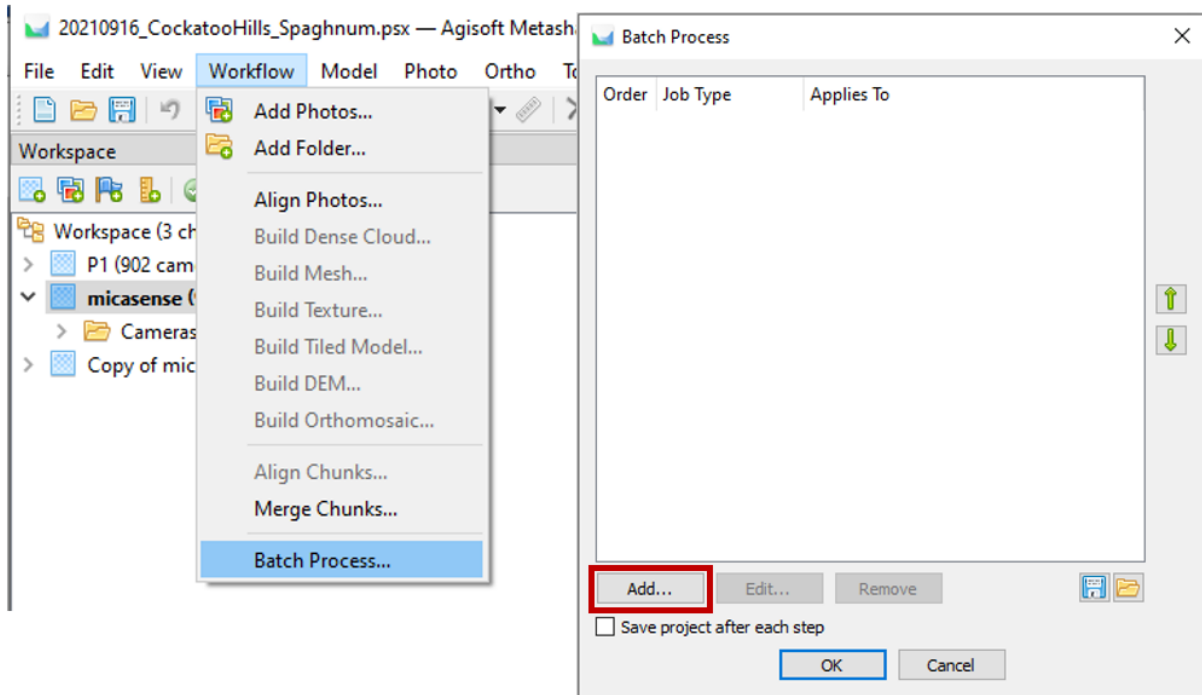 20210916_CockatooHills_Spaghnum.psx — Agisoft Metasha
File Edit View Workflow Model Photo Ortho To
Workspace
Workspace (3 ch
P1 (902 cam
micasense (
Cameras
Copy of mic
Add Photos...
Add Folder...
Align Photos...
Build Dense Cloud...
Build Mesh...
Build Texture...
Build Tiled Model...
Build DEM...
Build Orthomosaic...
Align Chunks...
Merge Chunks...
Batch Process...
Batch Process
Order Job Type Applies To
Add... Edit... Remove
Save project after each step
OK Cancel